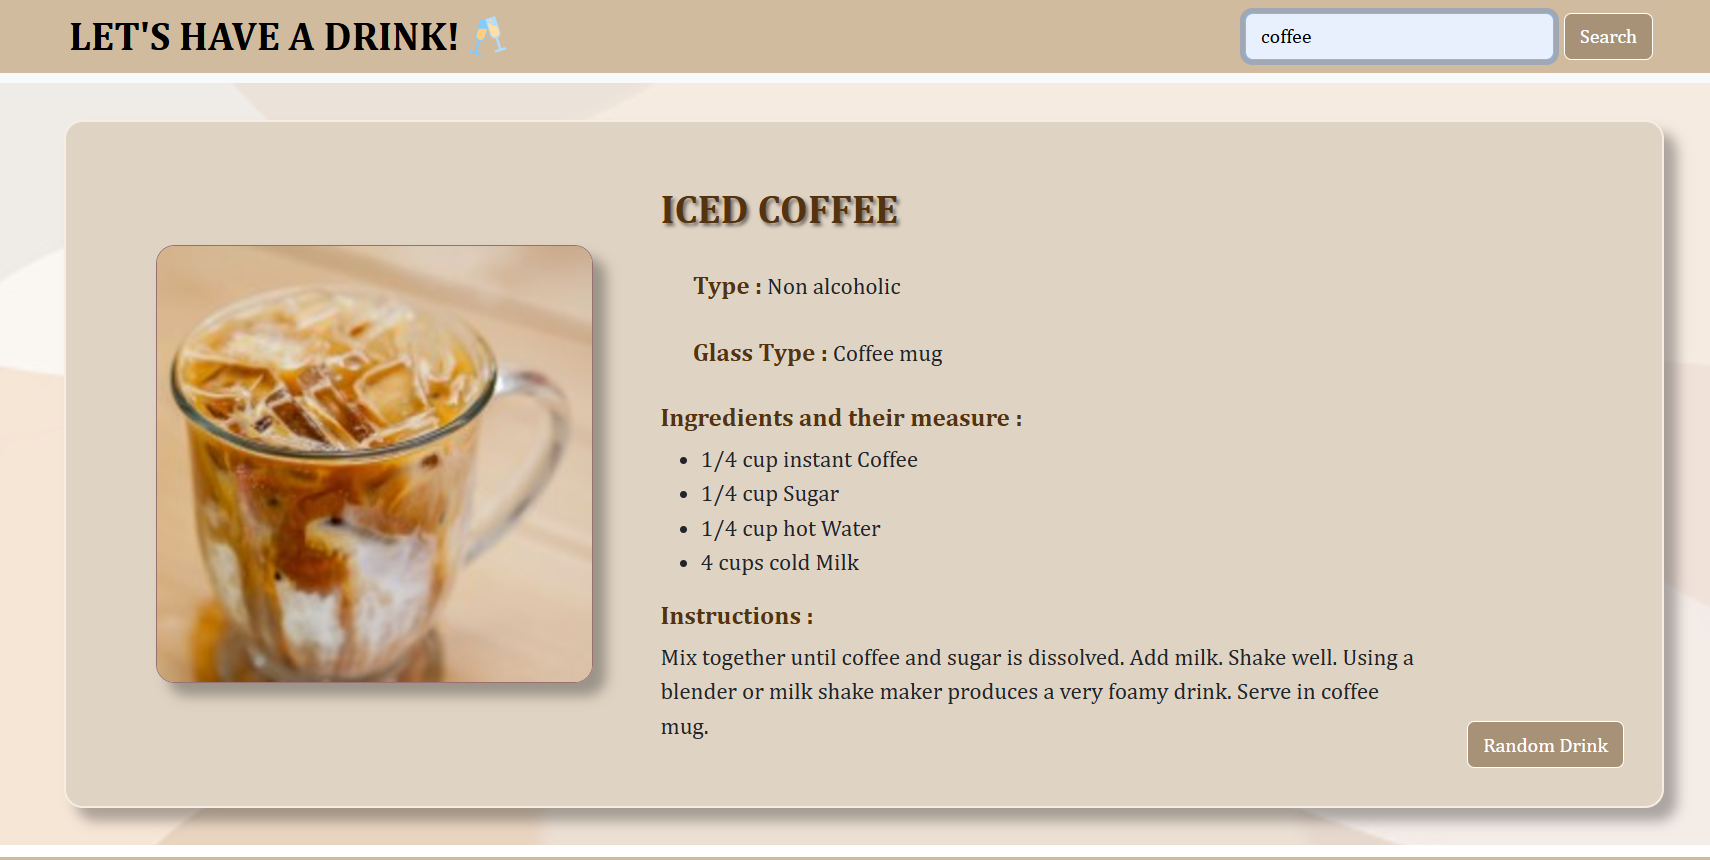 LET'S HAVE A DRINK!
coffee
Search
ICED COFFEE
Type : Non alcoholic
Glass Type : Coffee mug
Ingredients and their measure :
• 1/4 cup instant Coffee
• 1/4 cup Sugar
• 1/4 cup hot Water
• 4 cups cold Milk
Instructions :
Mix together until coffee and sugar is dissolved. Add milk. Shake well. Using a
blender or milk shake maker produces a very foamy drink. Serve in coffee
mug.
Random Drink